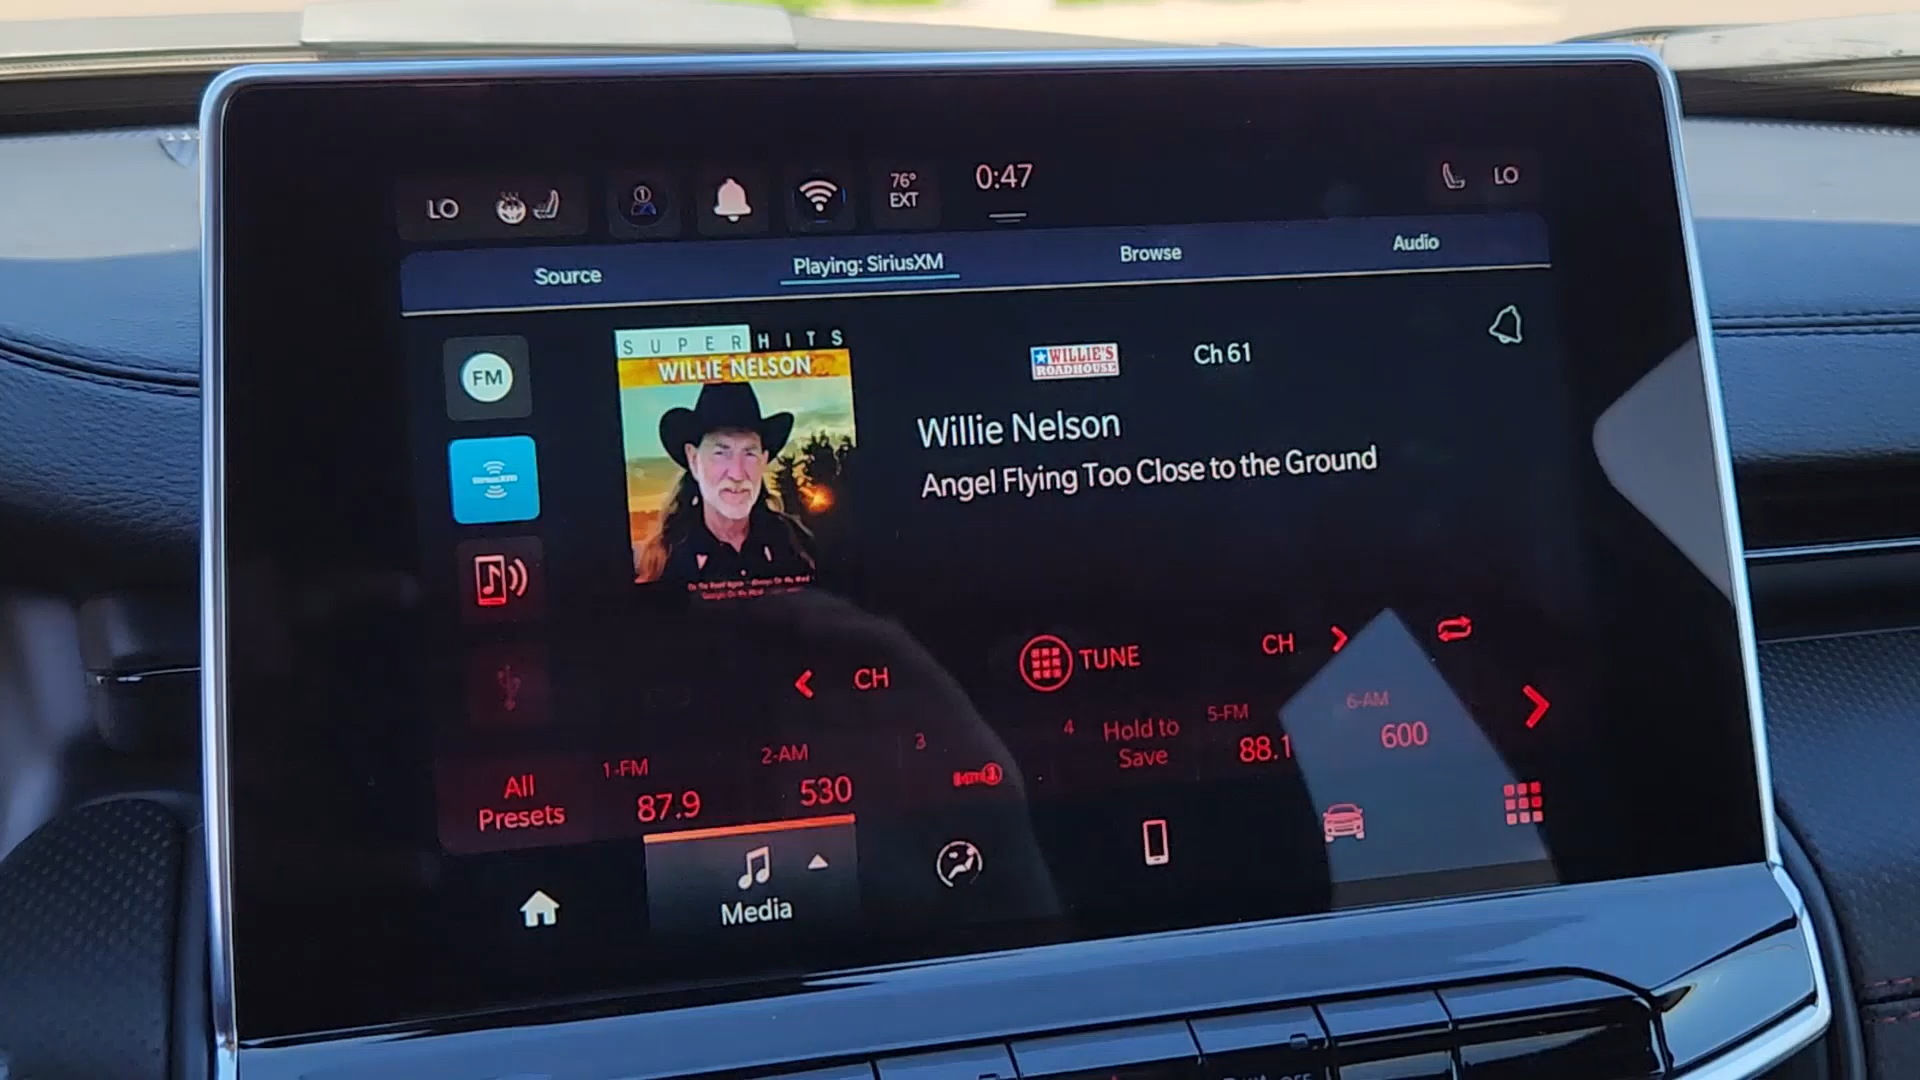 LO
76°
EXT
0:47
LO
Source
Playing: SiriusXM
Browse
Audio
FM
SUPER HITS
WILLIE NELSON
WILLIE'S
ROADHOUSE
Ch 61
Willie Nelson
Angel Flying Too Close to the Ground
CH
TUNE
CH
All
Presets
1-FM
87.9
2-AM
530
3
4
Hold to
Save
5-FM
88.1
6-AM
600
Media